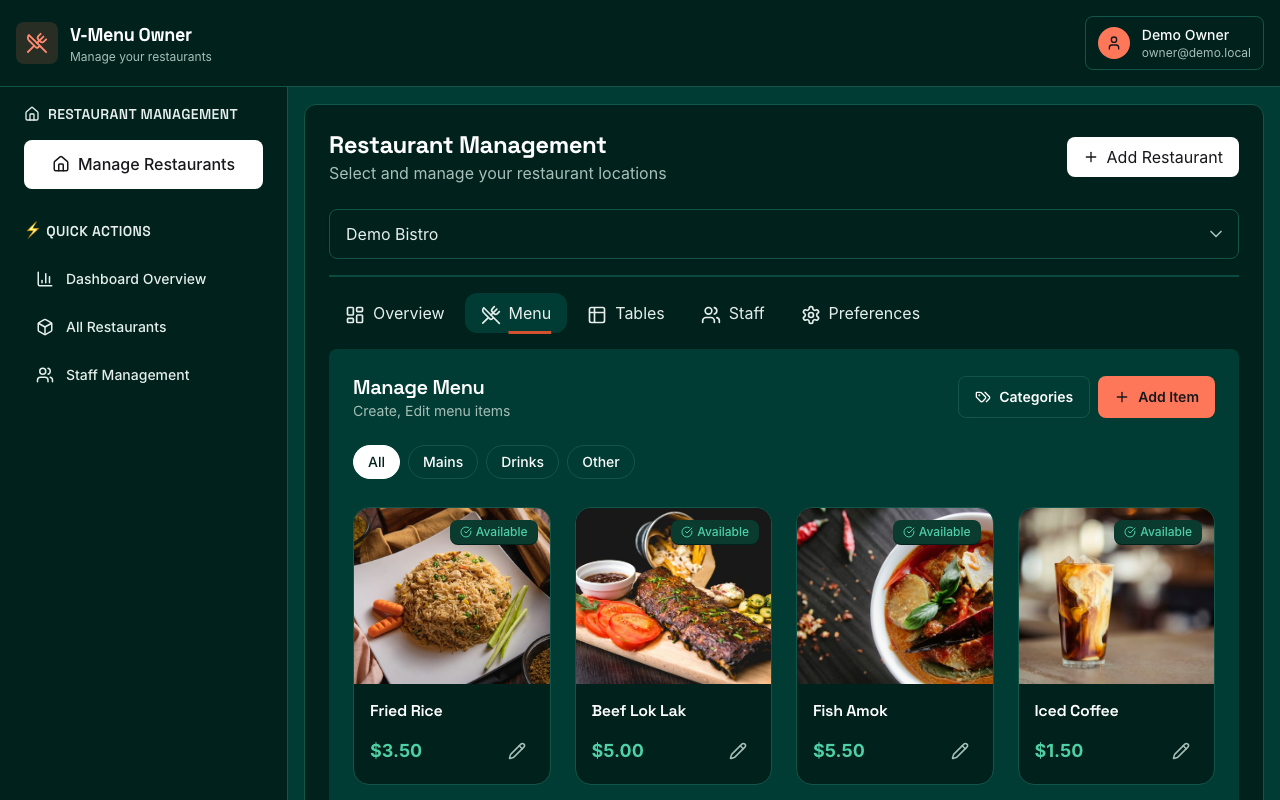 V-Menu Owner
Manage your restaurants
Demo Owner
owner@demo.local
RESTAURANT MANAGEMENT
Manage Restaurants
⚡ QUICK ACTIONS
Dashboard Overview
All Restaurants
Staff Management
Restaurant Management
Select and manage your restaurant locations
+ Add Restaurant
Demo Bistro
Overview Menu Tables Staff Preferences
Manage Menu
Create, Edit menu items
Categories + Add Item
All Mains Drinks Other
Available Available Available Available
Fried Rice Beef Lok Lak Fish Amok Iced Coffee
$3.50 $5.00 $5.50 $1.50